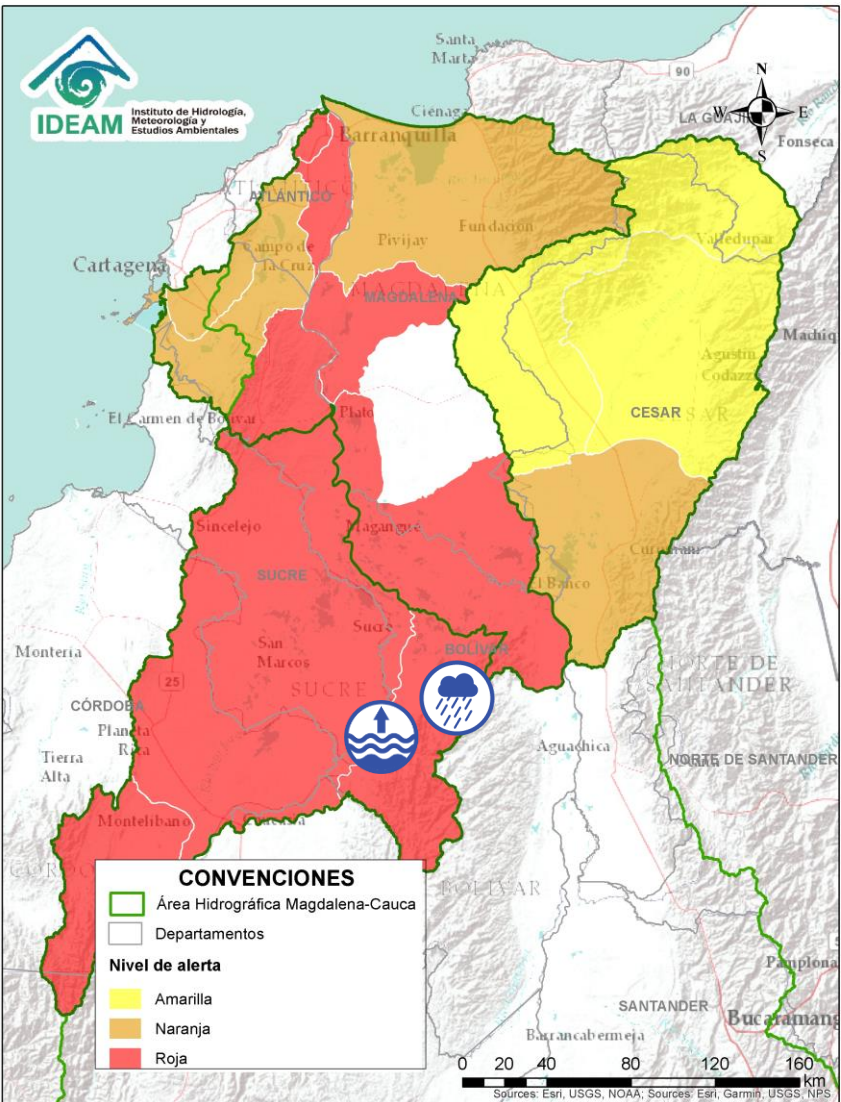 IDEAM
Instituto de Hidrología,
Meteorología y
Estudios Ambientales
Santa
Marta
90
N
W
E
S
LA GUAJIRA
Fonseca
Ciénaga
Barranquilla
ATLÁNTICO
Fundación
Pivijay
Campo de
la Cruz
Valledupar
Cartagena
MAGDALENA
Machiq
Agustín
Codazzi
CESAR
El Carmen de Bolívar
Plato
Sincelejo
Magangué
Curumaní
El Banco
SUCRE
Sucre
BOLÍVAR
San
Marcos
SUCRE
Montería
25
NORTE DE
SANTANDER
CÓRDOBA
Planeta
Rica
Aguachica
NORTE DE SANTANDER
Tierra
Alta
Montelíbano
Caucasia
BOLÍVAR
CONVENCIONES
Área Hidrográfica Magdalena-Cauca
Departamentos
Nivel de alerta
Amarilla
Naranja
Roja
Pamplona
SANTANDER
Bucaramang
Barrancabermeja
0 20 40 80 120 160
km
Sources: Esri, USGS, NOAA; Sources: Esri, Garmin, USGS, NPS